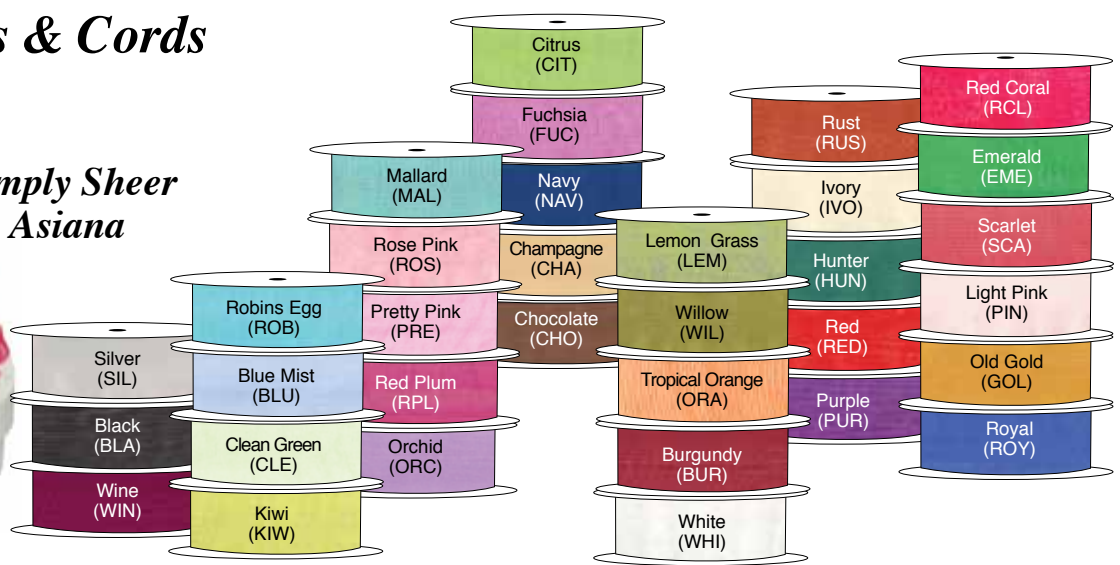 s & Cords
mply Sheer
Asiana
Silver
(SIL)
Black
(BLA)
Wine
(WIN)
Robins Egg
(ROB)
Blue Mist
(BLU)
Clean Green
(CLE)
Kiwi
(KIW)
Mallard
(MAL)
Rose Pink
(ROS)
Pretty Pink
(PRE)
Red Plum
(RPL)
Orchid
(ORC)
Citrus
(CIT)
Fuchsia
(FUC)
Navy
(NAV)
Champagne
(CHA)
Chocolate
(CHO)
Lemon Grass
(LEM)
Willow
(WIL)
Tropical Orange
(ORA)
Burgundy
(BUR)
White
(WHI)
Rust
(RUS)
Ivory
(IVO)
Hunter
(HUN)
Red
(RED)
Purple
(PUR)
Red Coral
(RCL)
Emerald
(EME)
Scarlet
(SCA)
Light Pink
(PIN)
Old Gold
(GOL)
Royal
(ROY)